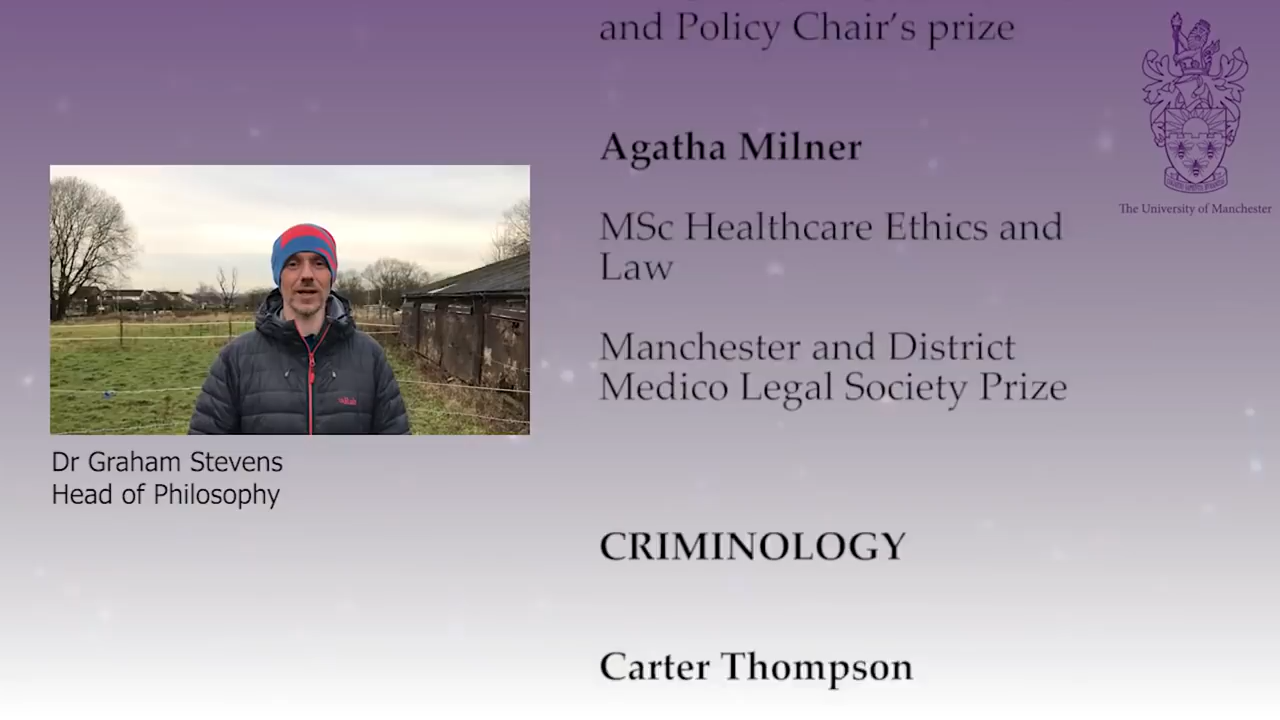 and Policy Chair's prize
Agatha Milner
MSc Healthcare Ethics and
Law
Manchester and District
Medico Legal Society Prize
CRIMINOLOGY
Carter Thompson
Dr Graham Stevens
Head of Philosophy
The University of Manchester